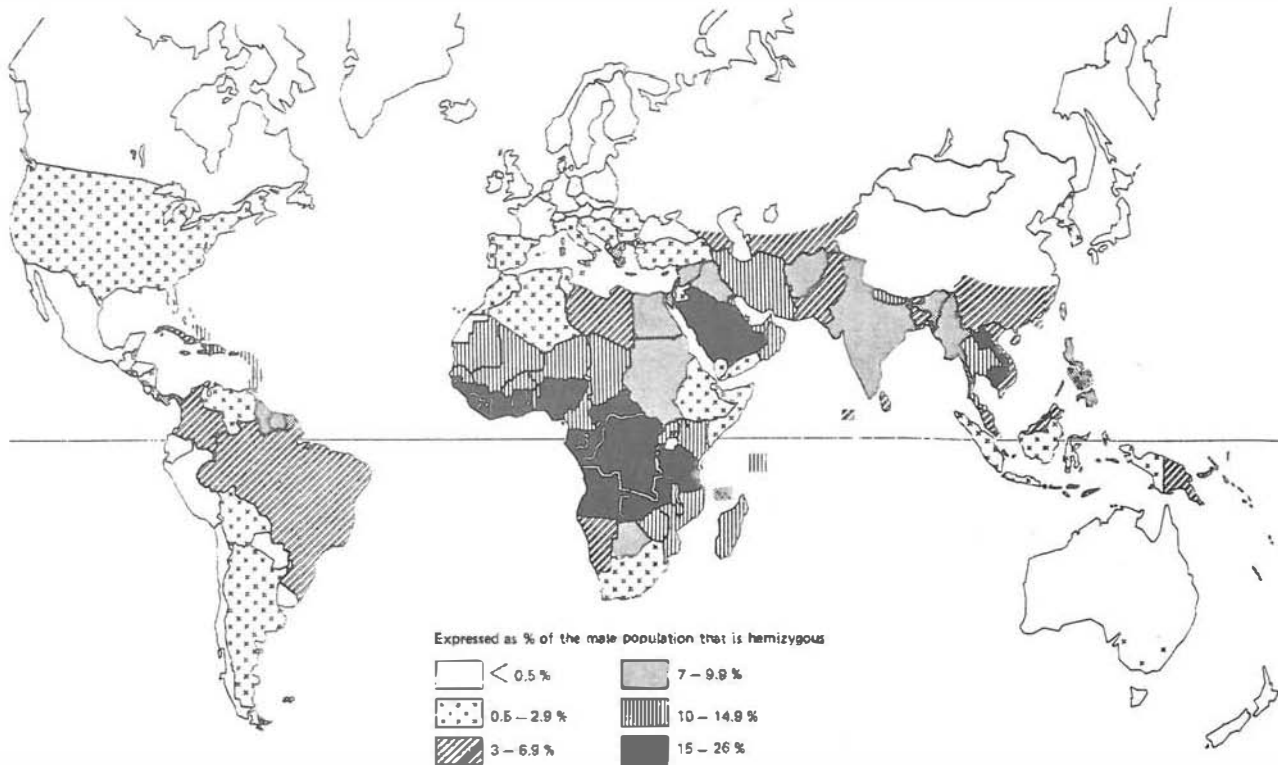 Expressed as % of the male population that is hemizygous
< 0.5 %
0.5 – 2.9 %
3 – 6.9 %
7 – 9.9 %
10 – 14.9 %
15 – 26 %